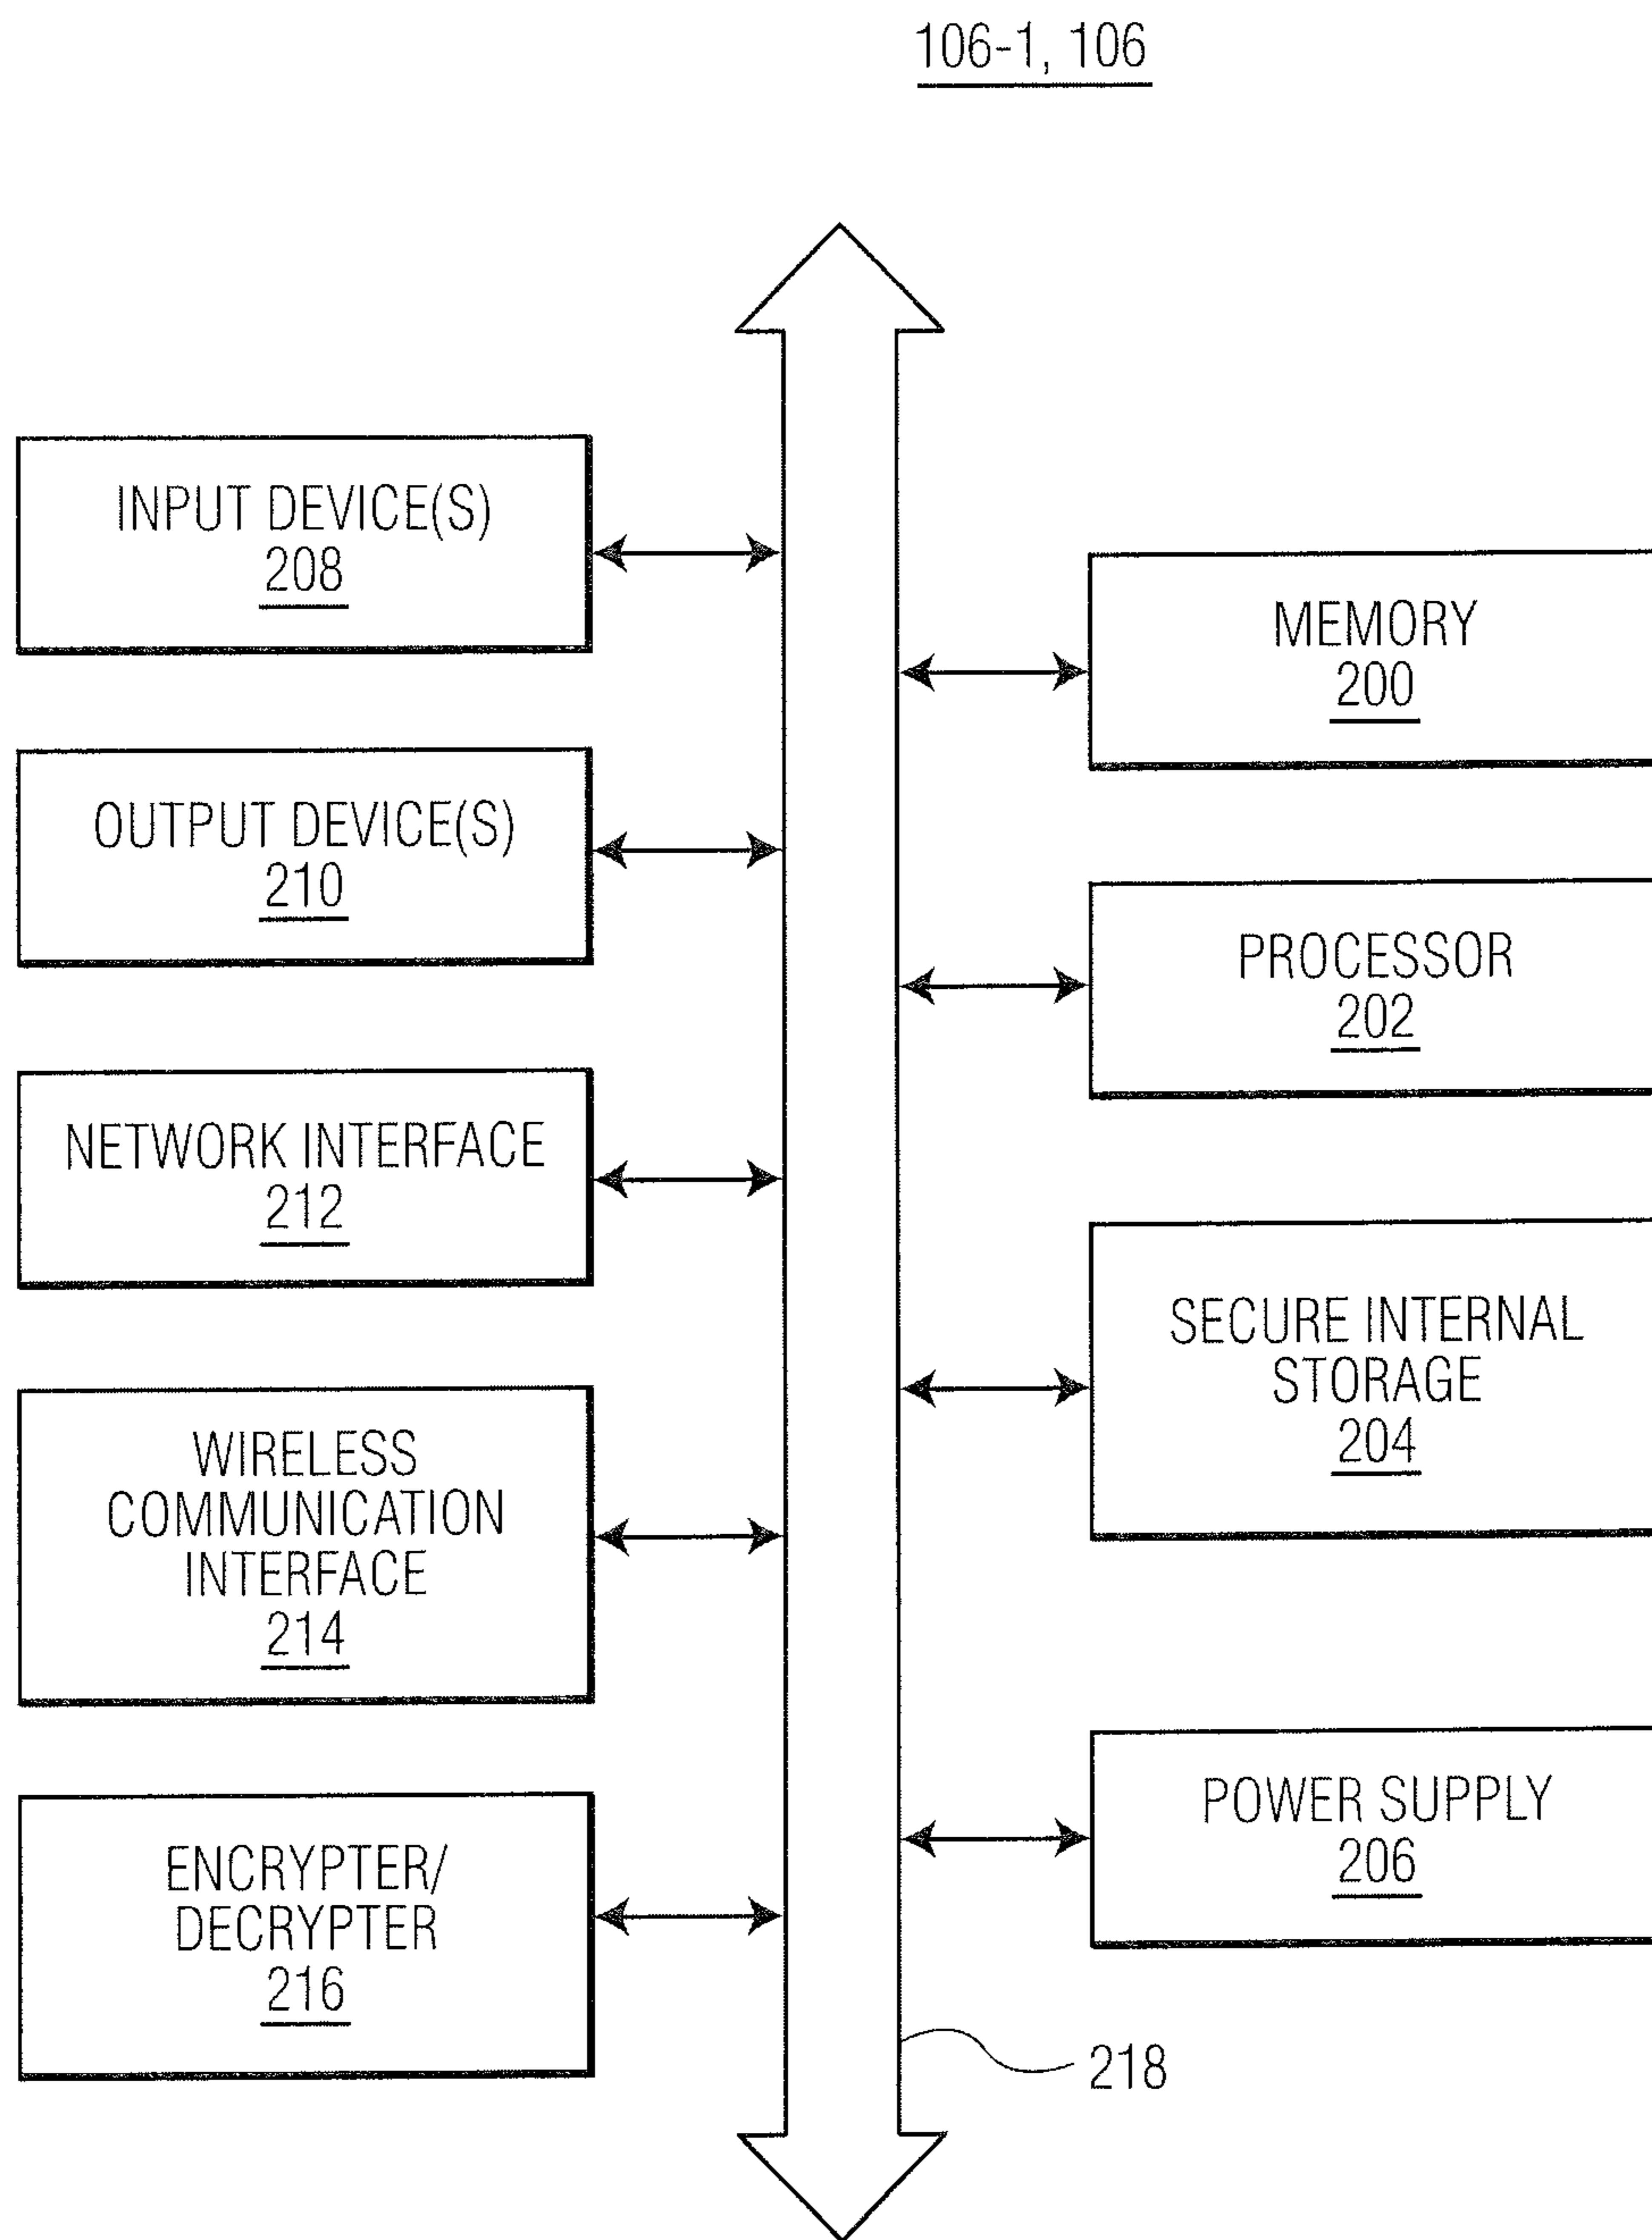 106-1, 106
INPUT DEVICE(S)
208
OUTPUT DEVICE(S)
210
NETWORK INTERFACE
212
WIRELESS
COMMUNICATION
INTERFACE
214
ENCRYPTER/
DECRYPTER
216
MEMORY
200
PROCESSOR
202
SECURE INTERNAL
STORAGE
204
POWER SUPPLY
206
218